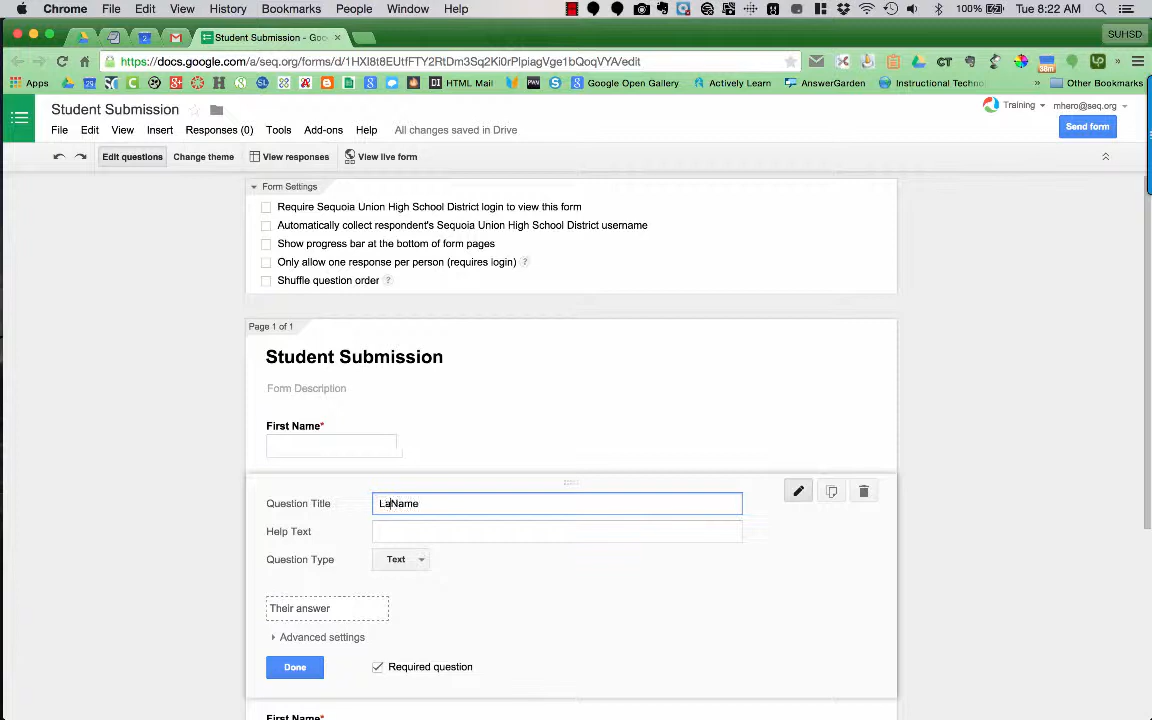 Chrome File Edit View History Bookmarks People Window Help 100% Tue 8:22 AM
Student Submission - Goo
SUHSD
https://docs.google.com/a/seq.org/forms/d/1HXI8t8EUtfFTY2RtDm3Sq2Ki0rPlpiagVge1bQoqVYA/edit
Apps HTML Mail Google Open Gallery Actively Learn AnswerGarden Instructional Techno » Other Bookmarks
Student Submission
Training mhero@seq.org
File Edit View Insert Responses (0) Tools Add-ons Help All changes saved in Drive
Send form
Edit questions Change theme View responses View live form
Form Settings
Require Sequoia Union High School District login to view this form
Automatically collect respondent's Sequoia Union High School District username
Show progress bar at the bottom of form pages
Only allow one response per person (requires login) ?
Shuffle question order ?
Page 1 of 1
Student Submission
Form Description
First Name*
Question Title LaName
Help Text
Question Type Text
Their answer
Advanced settings
Done Required question
First Name*